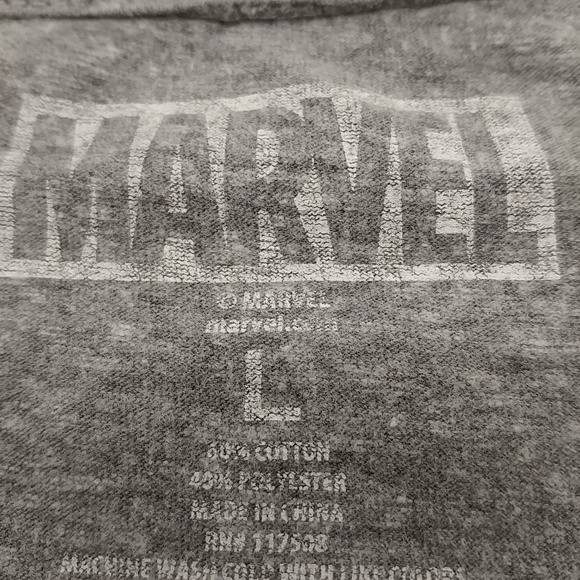 MARVEL
© MARVEL
marvel.com
L
60% COTTON
40% POLYESTER
MADE IN CHINA
RN# 117508
MACHINE WASH COLD WITH LIKE COLORS